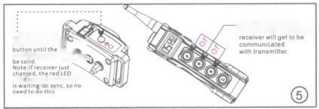 button until the
be solid.
Note:if receiver just
changed, the red LED
is waiting for sync, so no
need to do this
receiver will get to be
communicated
with transmitter.
5